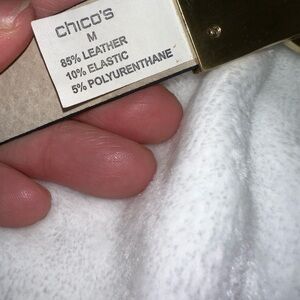 chico's
M
85% LEATHER
10% ELASTIC
5% POLYURENTHANE